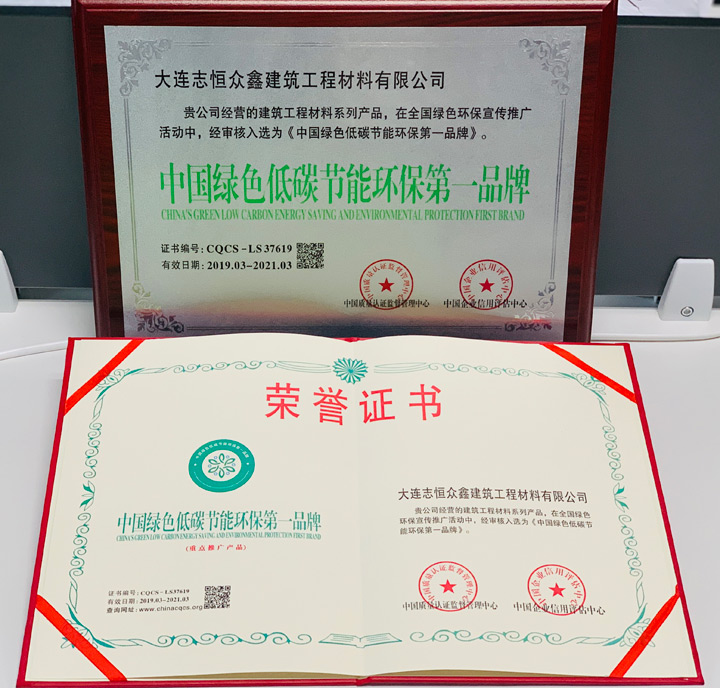 大连志恒众鑫建筑工程材料有限公司
贵公司经营的建筑工程材料系列产品，在全国绿色环保宣传推广
活动中，经审核入选为《中国绿色低碳节能环保第一品牌》。
中国绿色低碳节能环保第一品牌
CHINA'S GREEN LOW CARBON ENERGY SAVING AND ENVIRONMENTAL PROTECTION FIRST BRAND
证书编号：CQCS-LS37619
有效日期：2019.03-2021.03
中国质量认证监督管理中心
中国企业信用评估中心
荣誉证书
中国绿色低碳节能环保第一品牌
CHINA'S GREEN LOW CARBON ENERGY SAVING AND ENVIRONMENTAL PROTECTION FIRST BRAND
(重点推广产品)
证书编号：CQCS-LS37619
有效日期：2019.03-2021.03
查询网址：www.chinacqcs.org
大连志恒众鑫建筑工程材料有限公司
贵公司经营的建筑工程材料系列产品，在全国绿色
环保宣传推广活动中，经审核入选为《中国绿色低碳节
能环保第一品牌》。
中国质量认证监督管理中心
中国企业信用评估中心